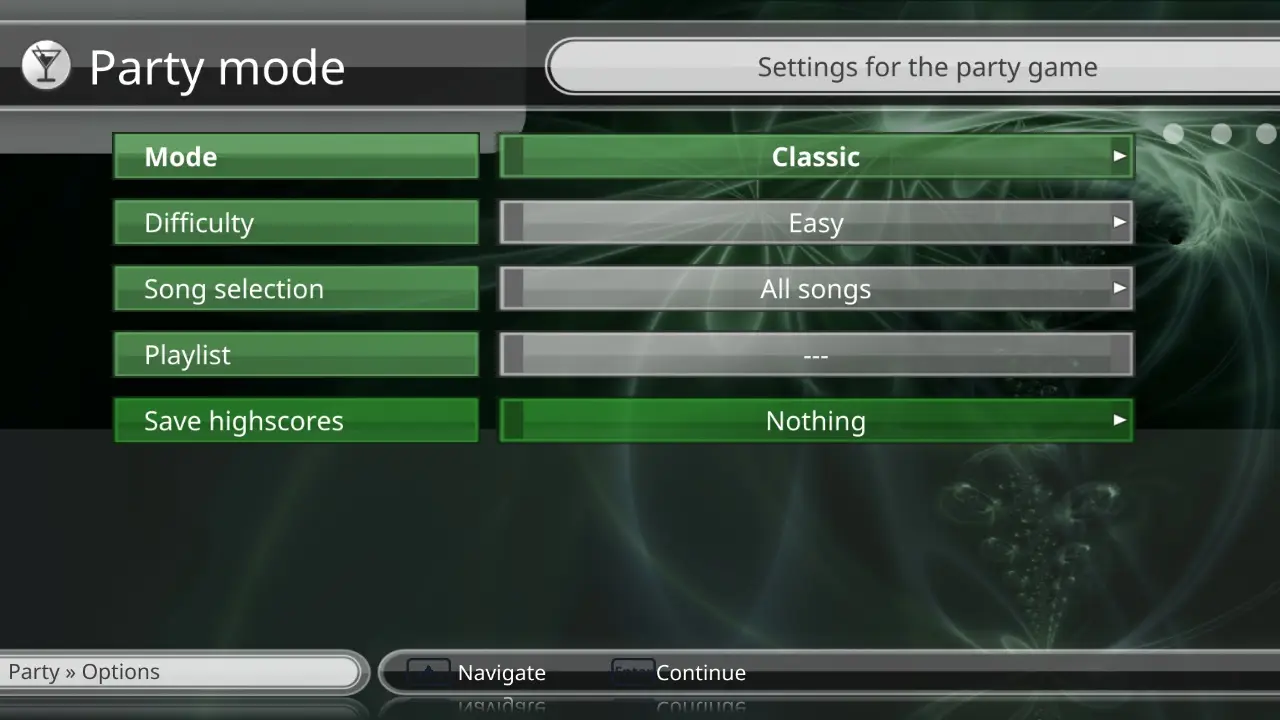 Party mode
Settings for the party game
Mode
Classic
Difficulty
Easy
Song selection
All songs
Playlist
---
Save highscores
Nothing
Party » Options
Navigate
Enter Continue